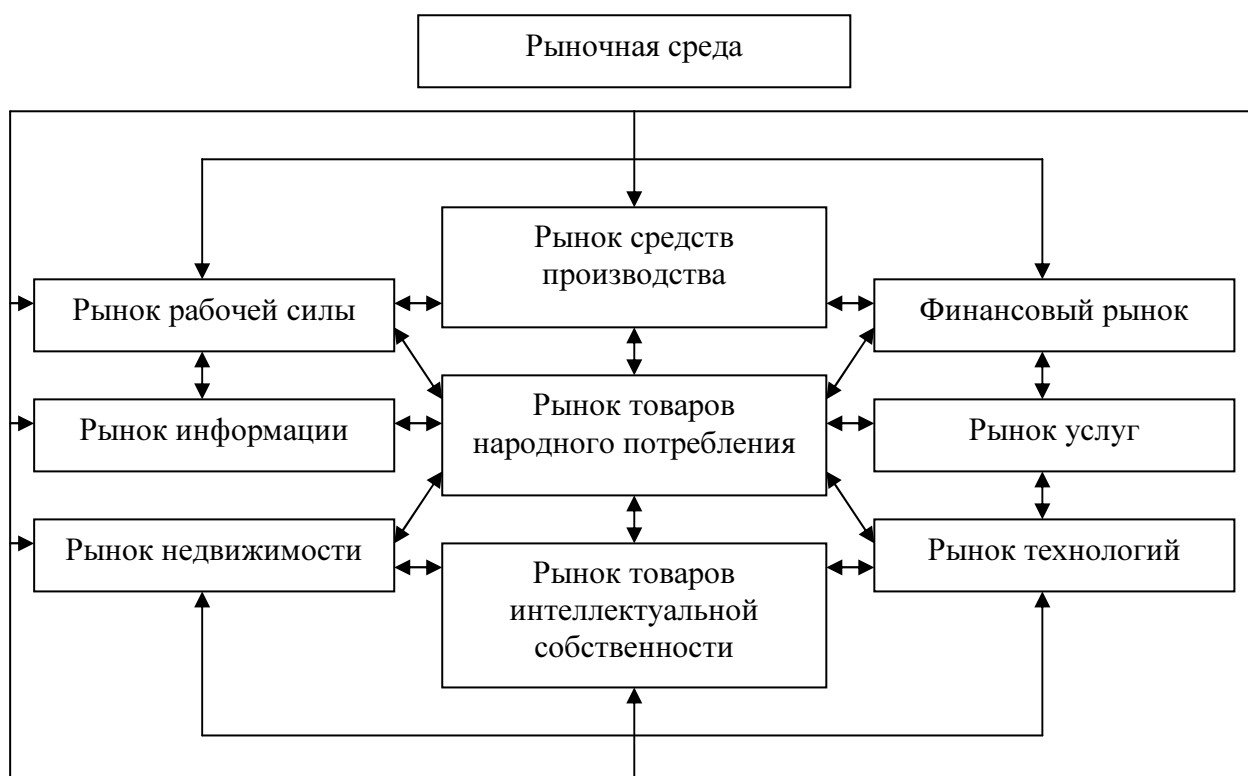 Рыночная среда
Рынок средств
производства
Рынок рабочей силы
Финансовый рынок
Рынок товаров
народного потребления
Рынок информации
Рынок услуг
Рынок недвижимости
Рынок товаров
интеллектуальной
собственности
Рынок технологий